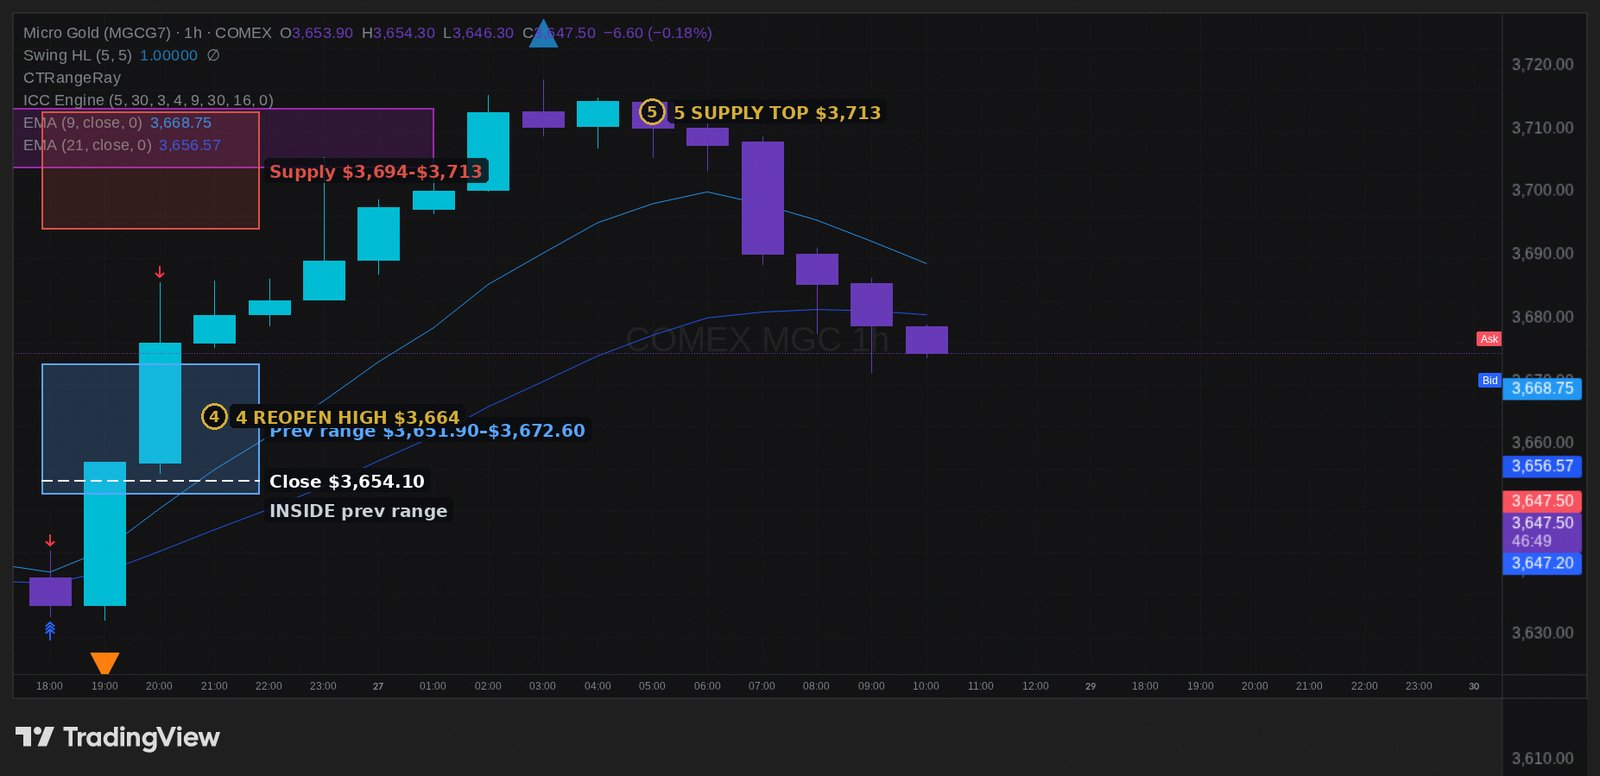 Micro Gold (MGCG7) · 1h · COMEX O3,653.90 H3,654.30 L3,646.30 C3,647.50 −6.60 (−0.18%)
Swing HL (5, 5) 1.00000 ∅
CTRangeRay
ICC Engine (5, 30, 3, 4, 9, 30, 16, 0)
EMA (9, close, 0) 3,668.75
EMA (21, close, 0) 3,656.57
5 5 SUPPLY TOP $3,713
Supply $3,694-$3,713
COMEX MGC 1h
4 4 REOPEN HIGH $3,664
Prev range $3,651.90–$3,672.60
Close $3,654.10
INSIDE prev range
3,720.00
3,710.00
3,700.00
3,690.00
3,680.00
Ask
3,670.00
Bid 3,668.75
3,660.00
3,656.57
3,647.50
3,647.50
46:49
3,647.20
3,630.00
3,610.00
18:00 19:00 20:00 21:00 22:00 23:00 27 01:00 02:00 03:00 04:00 05:00 06:00 07:00 08:00 09:00 10:00 11:00 12:00 29 18:00 19:00 20:00 21:00 22:00 23:00 30
TradingView